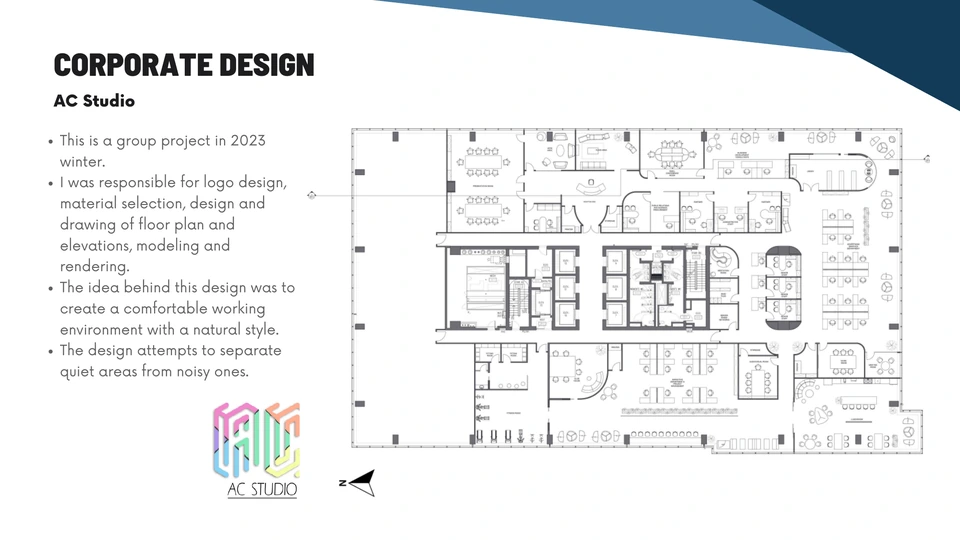 CORPORATE DESIGN
AC Studio
• This is a group project in 2023
winter.
• I was responsible for logo design,
material selection, design and
drawing of floor plan and
elevations, modeling and
rendering.
• The idea behind this design was to
create a comfortable working
environment with a natural style.
• The design attempts to separate
quiet areas from noisy ones.
AC STUDIO
N